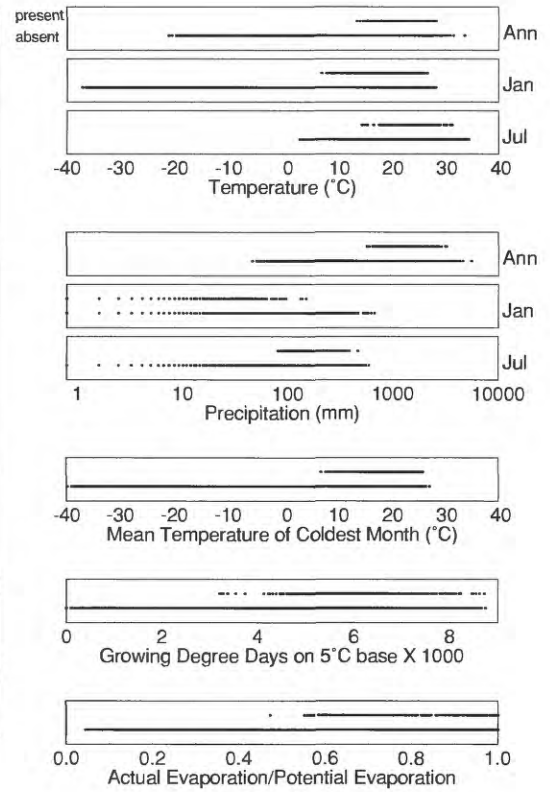 present
absent
Ann
Jan
Jul
-40 -30 -20 -10 0 10 20 30 40
Temperature (˚C)
Ann
Jan
Jul
1 10 100 1000 10000
Precipitation (mm)
-40 -30 -20 -10 0 10 20 30 40
Mean Temperature of Coldest Month (˚C)
0 2 4 6 8
Growing Degree Days on 5˚C base X 1000
0.0 0.2 0.4 0.6 0.8 1.0
Actual Evaporation/Potential Evaporation